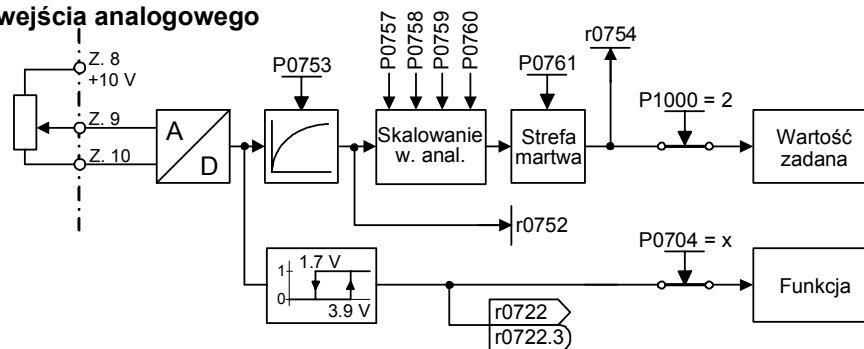 wejścia analogowego
Z. 8
+10 V
Z. 9
Z. 10
A
D
P0753
P0757
P0758
P0759
P0760
Skalowanie
w. anal.
P0761
Strefa
martwa
r0754
P1000 = 2
Wartość
zadana
r0752
1.7 V
1
0
3.9 V
r0722
r0722.3
P0704 = x
Funkcja